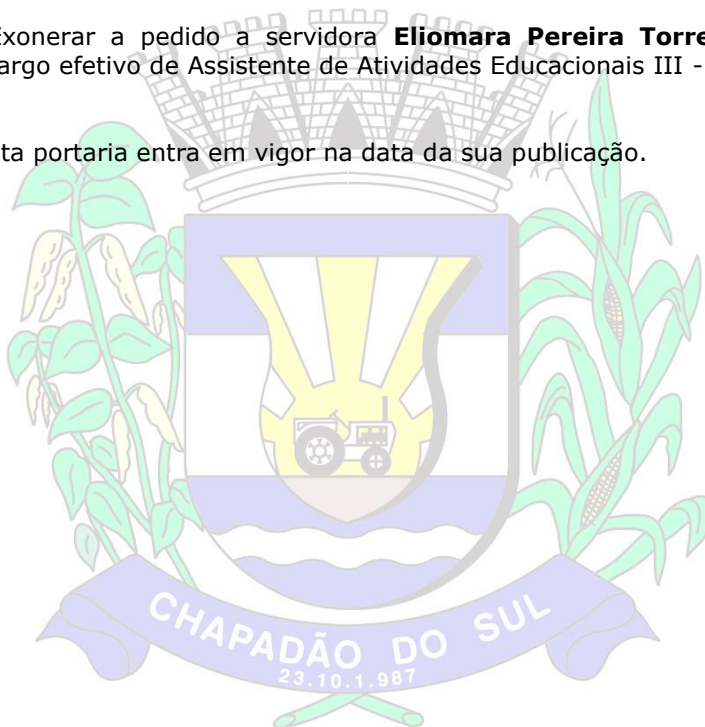 Exonerar a pedido a servidora Eliomara Pereira Torre
argo efetivo de Assistente de Atividades Educacionais III -
ta portaria entra em vigor na data da sua publicação.
CHAPADÃO DO SUL
23.10.1.987